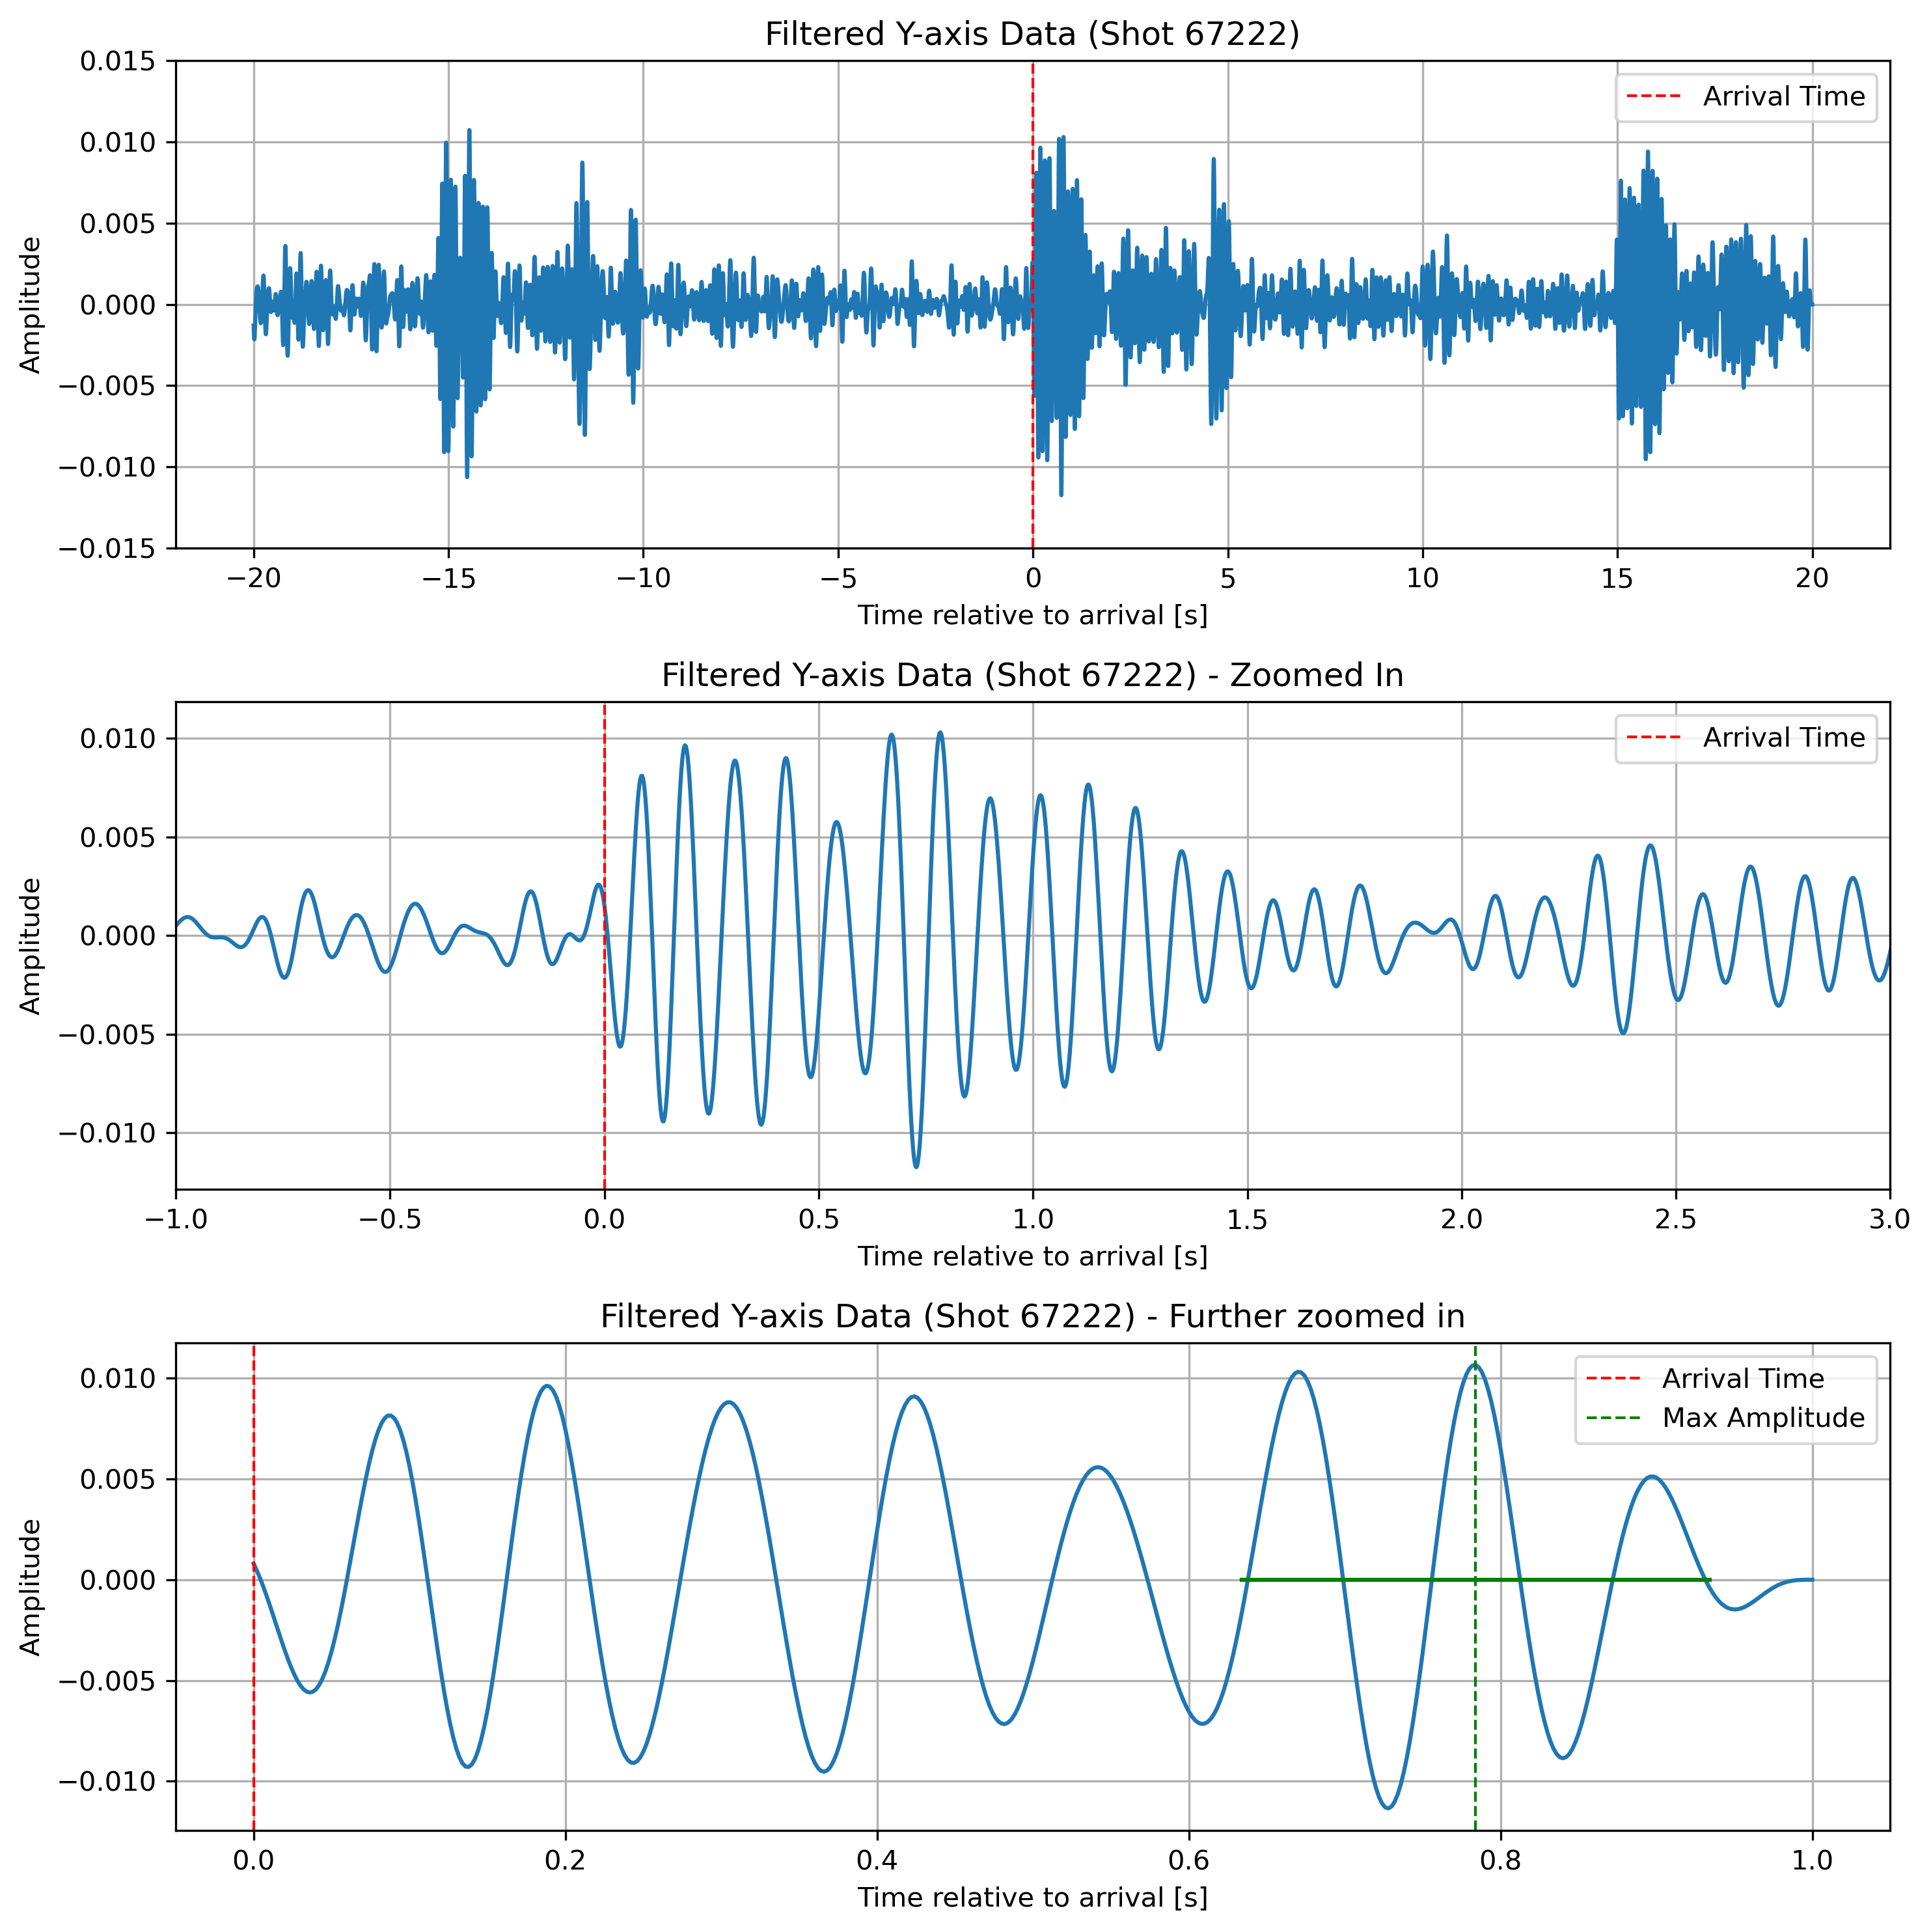 Filtered Y-axis Data (Shot 67222)
0.015
0.010
0.005
0.000
−0.005
−0.010
−0.015
Amplitude
Arrival Time
−20 −15 −10 −5 0 5 10 15 20
Time relative to arrival [s]
Filtered Y-axis Data (Shot 67222) - Zoomed In
0.010
0.005
0.000
−0.005
−0.010
Amplitude
Arrival Time
−1.0 −0.5 0.0 0.5 1.0 1.5 2.0 2.5 3.0
Time relative to arrival [s]
Filtered Y-axis Data (Shot 67222) - Further zoomed in
0.010
0.005
0.000
−0.005
−0.010
Amplitude
Arrival Time
Max Amplitude
0.0 0.2 0.4 0.6 0.8 1.0
Time relative to arrival [s]